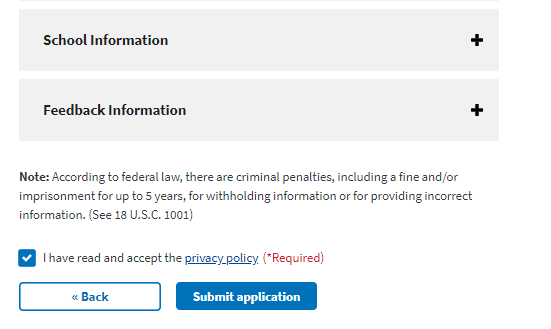 School Information +
Feedback Information +
Note: According to federal law, there are criminal penalties, including a fine and/or
imprisonment for up to 5 years, for withholding information or for providing incorrect
information. (See 18 U.S.C. 1001)
I have read and accept the privacy policy (*Required)
« Back
Submit application